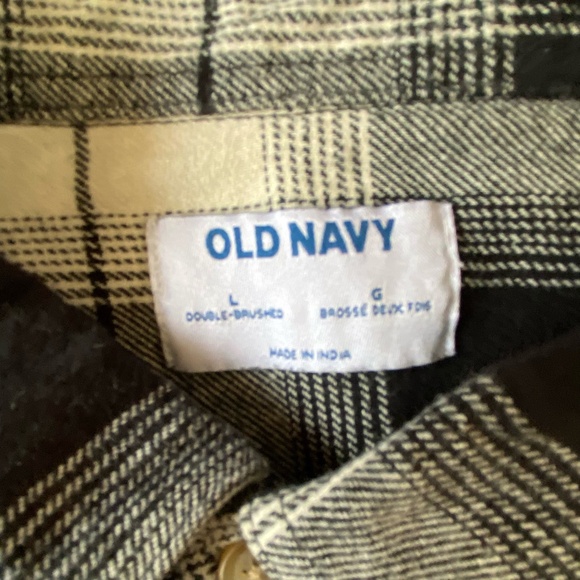 OLD NAVY
L G
DOUBLE-BRUSHED BROSSÉ DEUX FOIS
MADE IN INDIA